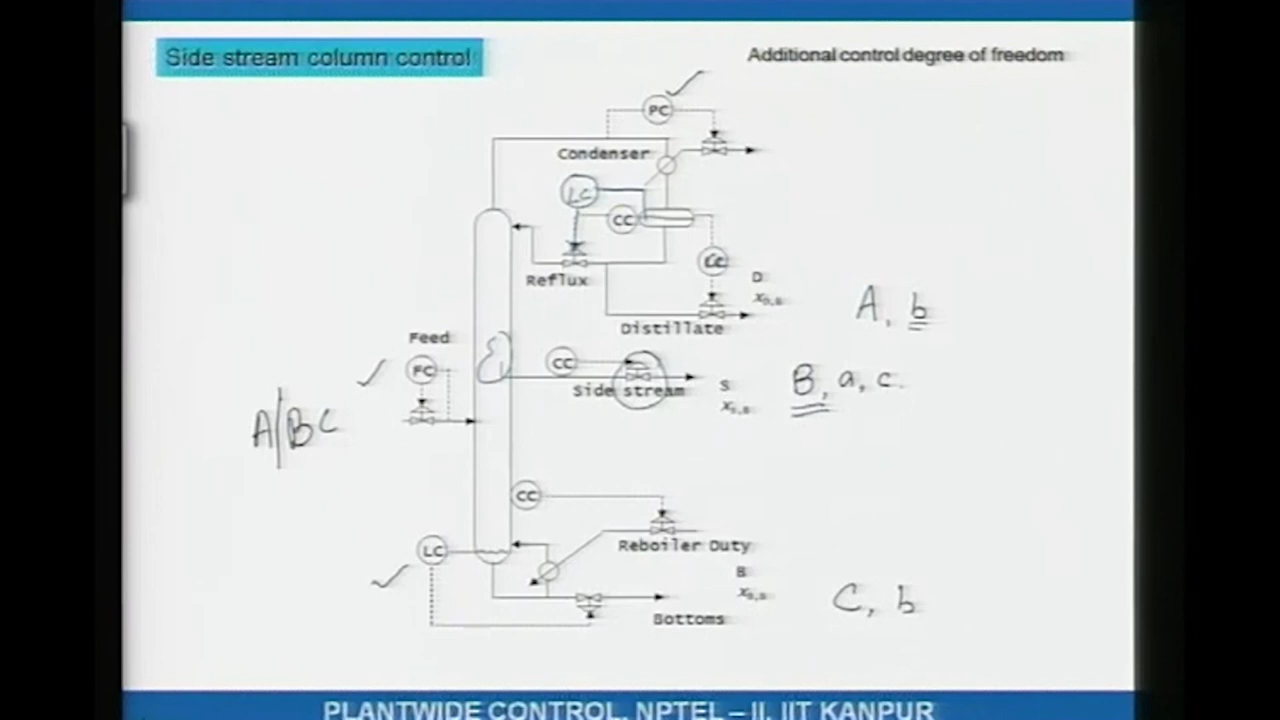 Side stream column control
Additional control degree of freedom
PC
Condenser
LC
CC
Reflux
D
Distillate
A, b
Feed
FC
CC
Side stream
S
B, a, c
A/BC
CC
LC
Reboiler Duty
B
Bottoms
C, b
PLANTWIDE CONTROL, NPTEL – II, IIT KANPUR